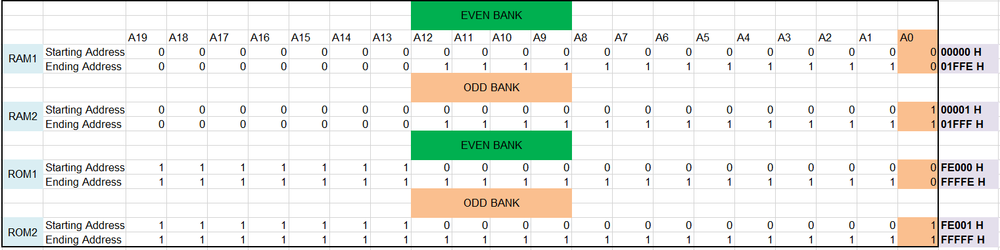 EVEN BANK
A19 A18 A17 A16 A15 A14 A13 A12 A11 A10 A9 A8 A7 A6 A5 A4 A3 A2 A1 A0
RAM1
Starting Address 0 0 0 0 0 0 0 0 0 0 0 0 0 0 0 0 0 0 0 0 00000 H
Ending Address 0 0 0 0 0 0 0 1 1 1 1 1 1 1 1 1 1 1 1 0 01FFE H
ODD BANK
RAM2
Starting Address 0 0 0 0 0 0 0 0 0 0 0 0 0 0 0 0 0 0 0 1 00001 H
Ending Address 0 0 0 0 0 0 0 1 1 1 1 1 1 1 1 1 1 1 1 1 01FFF H
EVEN BANK
ROM1
Starting Address 1 1 1 1 1 1 1 0 0 0 0 0 0 0 0 0 0 0 0 0 FE000 H
Ending Address 1 1 1 1 1 1 1 1 1 1 1 1 1 1 1 1 1 1 1 0 FFFFE H
ODD BANK
ROM2
Starting Address 1 1 1 1 1 1 1 0 0 0 0 0 0 0 0 0 0 0 0 1 FE001 H
Ending Address 1 1 1 1 1 1 1 1 1 1 1 1 1 1 1 1 1 1 1 1 FFFFF H